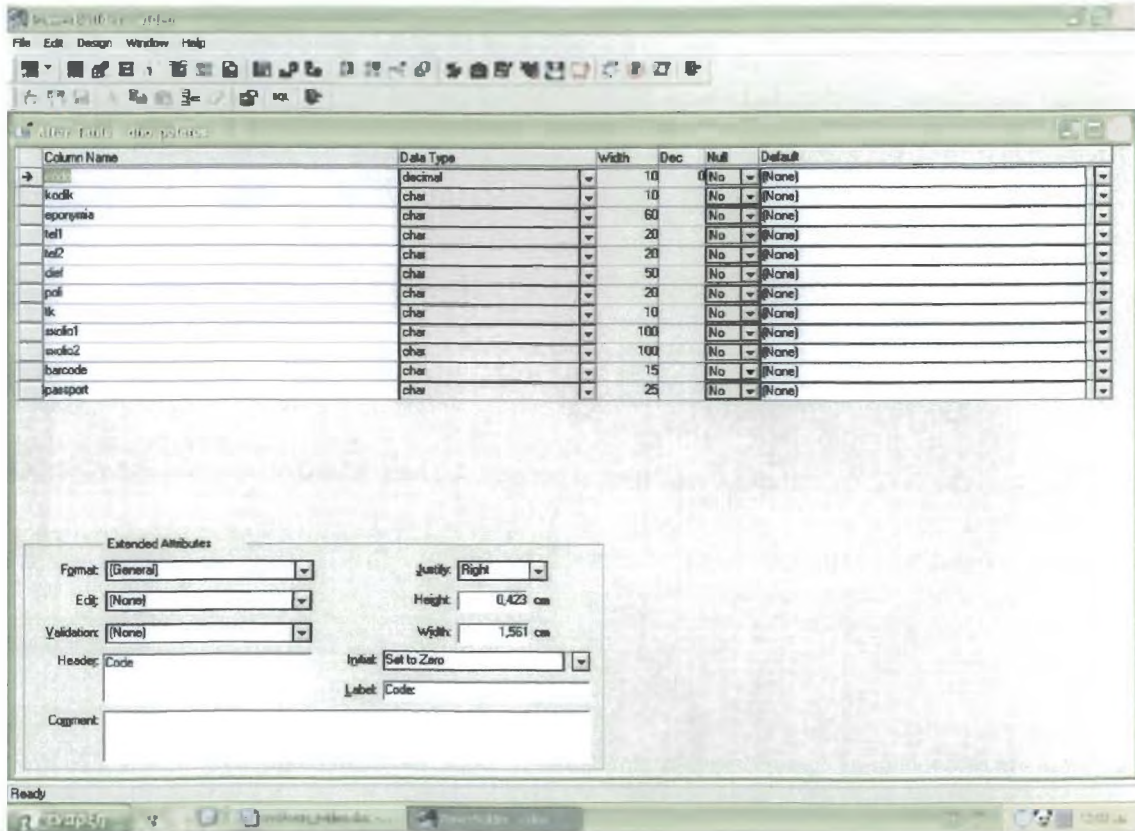 File Edit Design Window Help
Column Name Data Type Width Dec Null Default
code decimal 10 0 No (None)
kodik char 10 No (None)
eponymia char 60 No (None)
tel1 char 20 No (None)
tel2 char 20 No (None)
dief char 50 No (None)
poli char 20 No (None)
tk char 10 No (None)
sxolio1 char 100 No (None)
sxolio2 char 100 No (None)
barcode char 15 No (None)
passport char 25 No (None)
Extended Attributes
Format: [General] Justify: Right
Edit: (None) Height: 0,423 cm
Validation: (None) Width: 1,561 cm
Header: Code Initial: Set to Zero
Label: Code:
Comment:
Ready